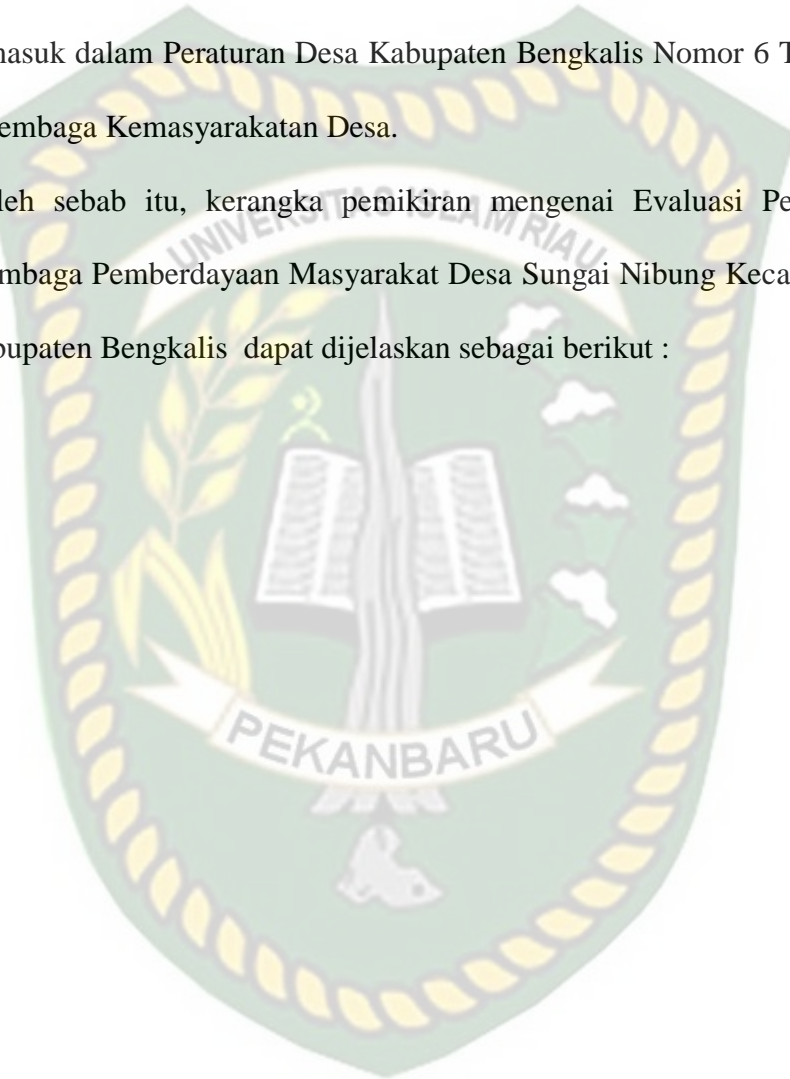 masuk dalam Peraturan Desa Kabupaten Bengkalis Nomor 6 T
embaga Kemasyarakatan Desa.
leh sebab itu, kerangka pemikiran mengenai Evaluasi Pe
mbaga Pemberdayaan Masyarakat Desa Sungai Nibung Keca
bupaten Bengkalis dapat dijelaskan sebagai berikut :
UNIVERSITAS ISLAM RIAU
PEKANBARU